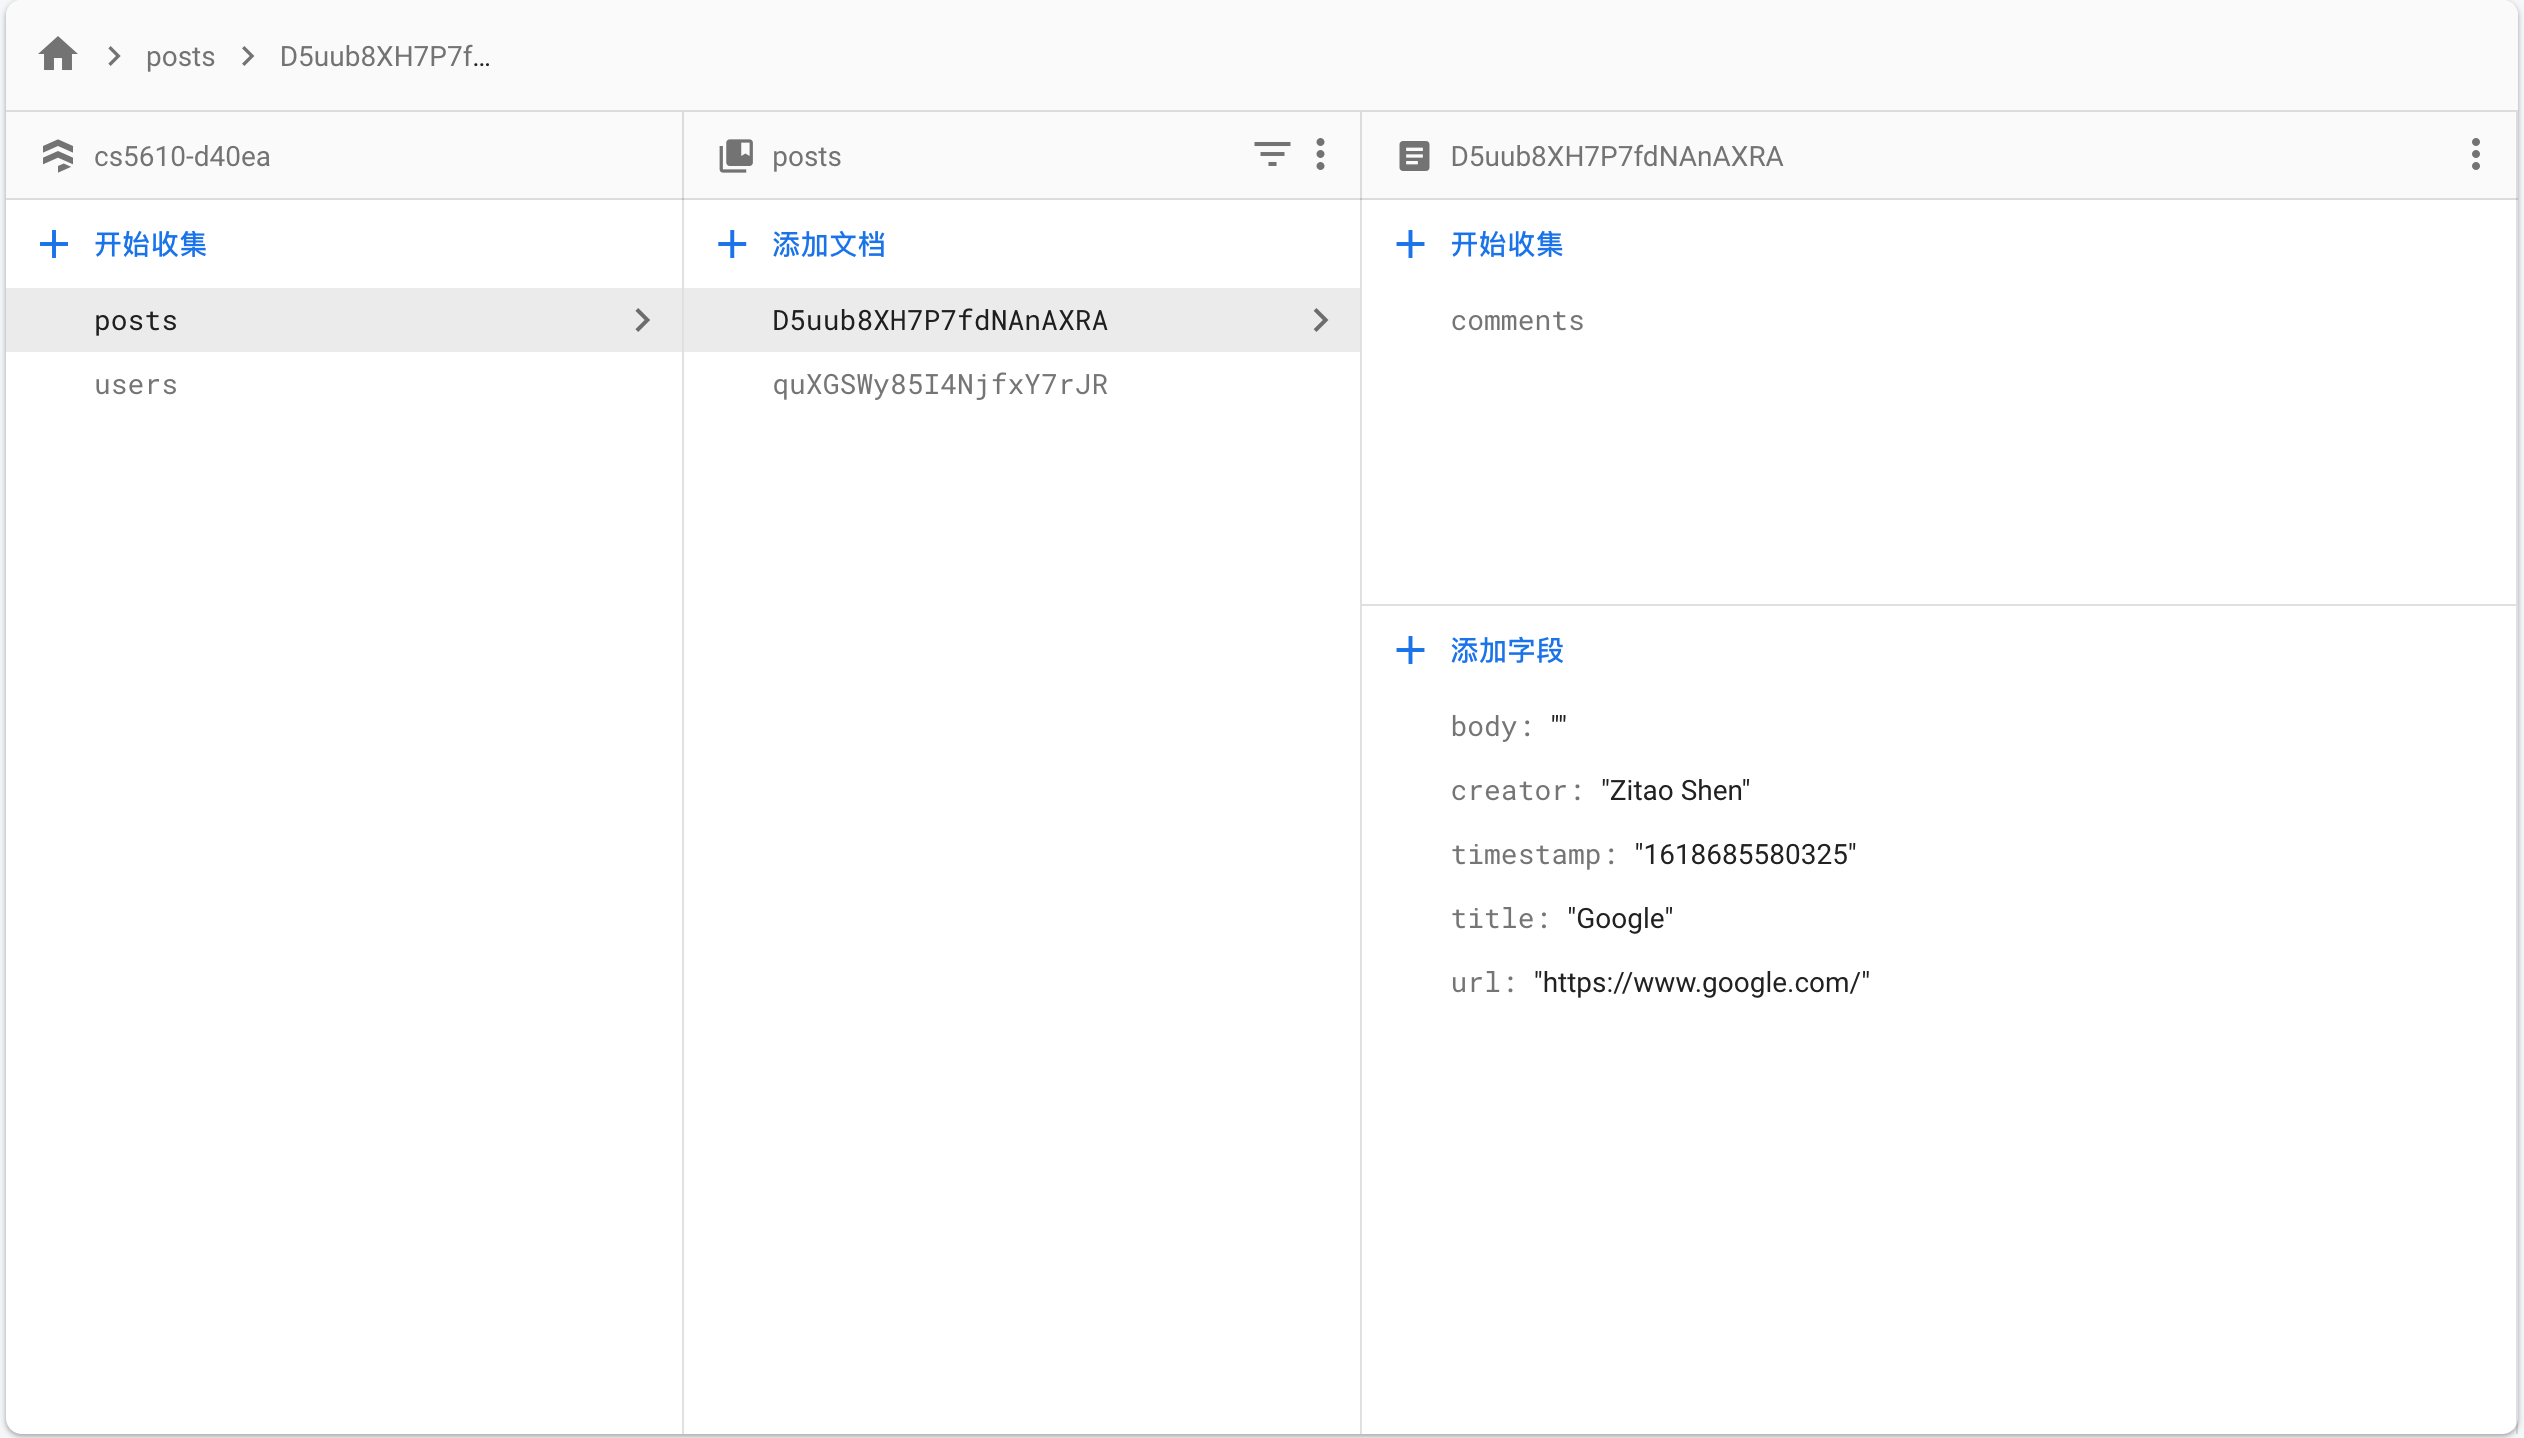 posts
D5uub8XH7P7f...
cs5610-d40ea
开始收集
posts
users
posts
添加文档
D5uub8XH7P7fdNAnAXRA
quXGSWy85I4NjfxY7rJR
D5uub8XH7P7fdNAnAXRA
开始收集
comments
添加字段
body: ""
creator: "Zitao Shen"
timestamp: "1618685580325"
title: "Google"
url: "https://www.google.com/"